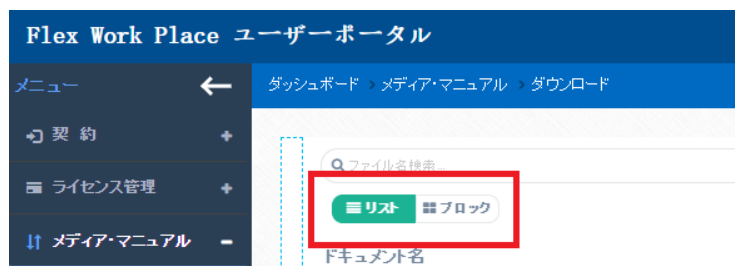 Flex Work Place ユーザーポータル
メニュー
ダッシュボード > メディア・マニュアル > ダウンロード
契 約
ファイル名検索...
ライセンス管理
リスト ブロック
メディア・マニュアル
ドキュメント名